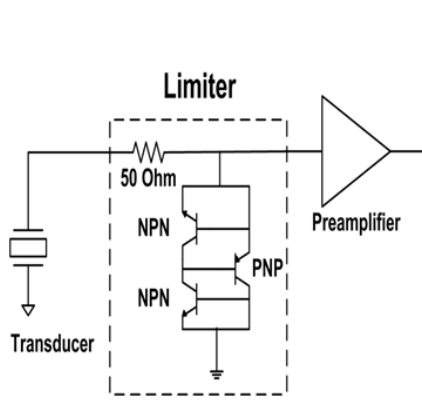 Limiter
50 Ohm
Preamplifier
NPN
PNP
NPN
Transducer